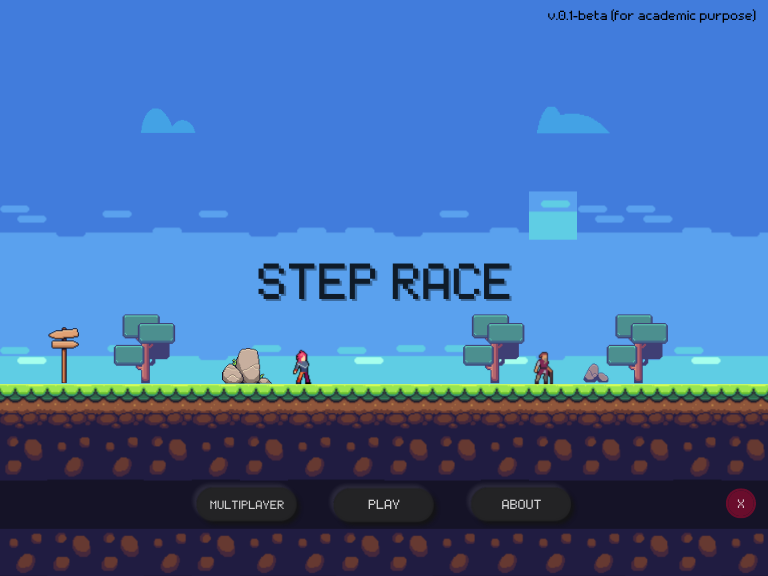 v.0.1-beta (for academic purpose)
STEP RACE
MULTIPLAYER
PLAY
ABOUT
X